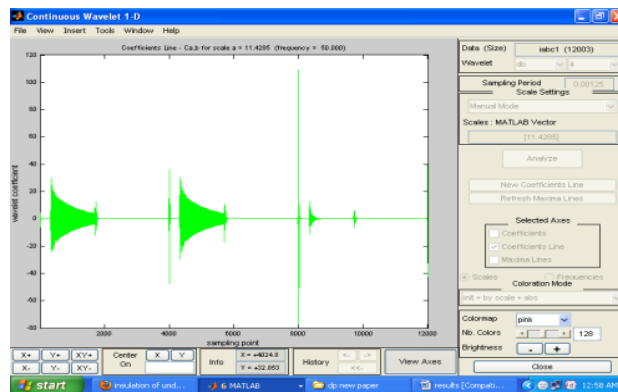 Continuous Wavelet 1-D
File View Insert Tools Window Help
Coefficients Line - Ca,b for scale a = 11.4285 (frequency = 50.000)
120
100
80
60
40
20
0
-20
-40
-60
-80
wavelet coefficient
2000 4000 6000 8000 10000 12000
sampling point
Data (Size) iabc1 (12003)
Wavelet db 4
Sampling Period 0.00125
Scale Settings
Manual Mode
Scales : MATLAB Vector
[11.4285]
Analyze
New Coefficients Line
Refresh Maxima Lines
Selected Axes
Coefficients
Coefficients Line
Maxima Lines
Scales Frequencies
Coloration Mode
init + by scale + abs
Colormap pink
Nb. Colors 128
Brightness - +
Close
X+ Y+ XY+
X- Y- XY-
Center On X Y
Info X = +4024.8
Y = +32.853
History <- ->
<<-
View Axes
start insulation of und... 6 MATLAB dp new paper results [Compati... 12:58 AM